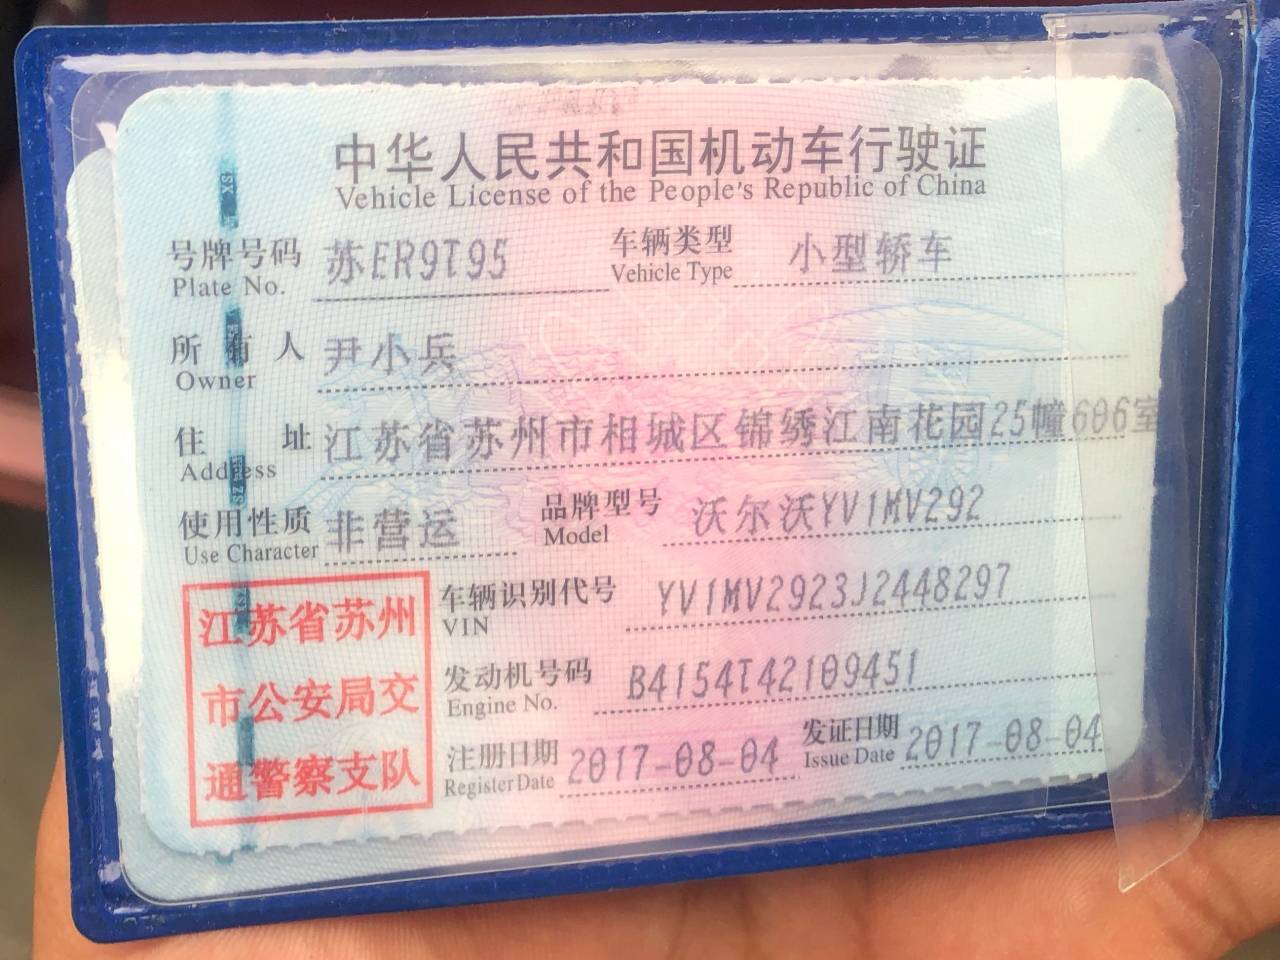 中华人民共和国机动车行驶证
Vehicle License of the People's Republic of China
号牌号码 苏ER9T95 车辆类型 小型轿车
Plate No. Vehicle Type
所有人 尹小兵
Owner
住址 江苏省苏州市相城区锦绣江南花园25幢606室
Address
使用性质 非营运 品牌型号 沃尔沃YV1MV292
Use Character Model
江苏省苏州
市公安局交
通警察支队
车辆识别代号 YV1MV2923J2448297
VIN
发动机号码 B4154T42109451
Engine No.
注册日期 2017-08-04 发证日期 2017-08-04
Register Date Issue Date